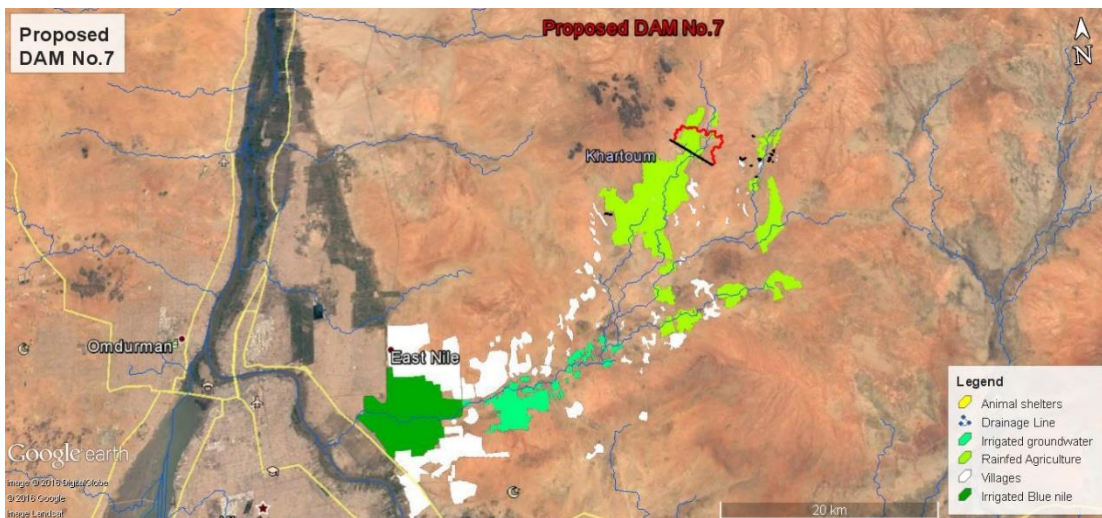 Proposed
DAM No.7
Proposed DAM No.7
N
Khartoum
Omdurman
East Nile
Legend
Animal shelters
Drainage Line
Irrigated groundwater
Rainfed Agriculture
Villages
Irrigated Blue nile
Google earth
Image © 2016 DigitalGlobe
© 2016 Google
Image Landsat
20 km